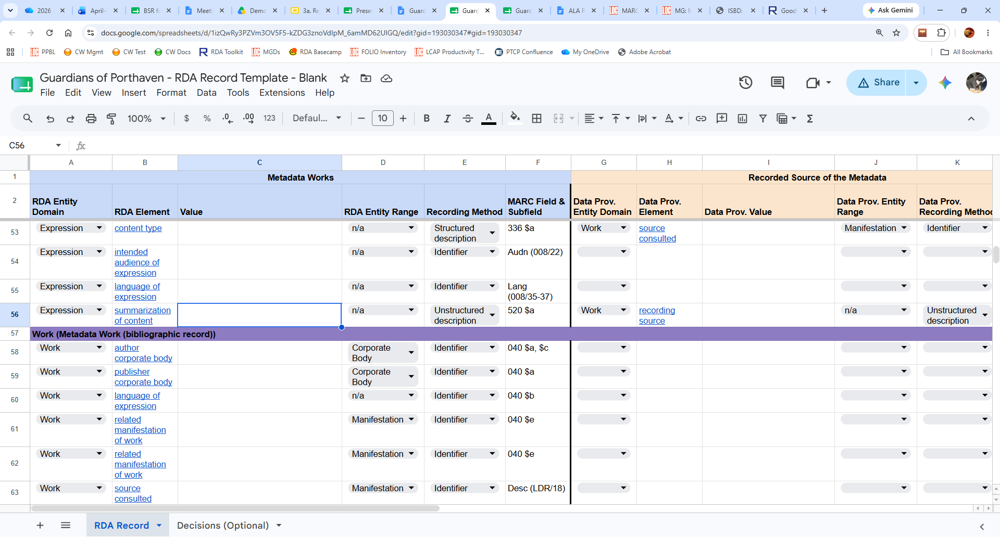 2026
April-
BSR fo
Meeti
Demo
3a. Re
Prese
Guard
Guard
Guard
ALA R
MARC
MG: M
ISBD:
Good
Ask Gemini
docs.google.com/spreadsheets/d/1izQwRy3PZVm3OV5F5-kZDG3znoVdIpM_6amMD62UIGQ/edit?gid=193030347#gid=193030347
PPBL
CW Mgmt
CW Test
CW Docs
RDA Toolkit
MGDs
RDA Basecamp
FOLIO Inventory
LCAP Productivity T...
PTCP Confluence
My OneDrive
Adobe Acrobat
All Bookmarks
Guardians of Porthaven - RDA Record Template - Blank
File Edit View Insert Format Data Tools Extensions Help
Share
100% $ % .0 .00 123 Defaul... 10 B I A
C56 fx
A B C D E F G H I J K
1 Metadata Works Recorded Source of the Metadata
2 RDA Entity Domain RDA Element Value RDA Entity Range Recording Method MARC Field & Subfield Data Prov. Entity Domain Data Prov. Element Data Prov. Value Data Prov. Entity Range Data Prov. Recording Metho
53 Expression content type n/a Structured description 336 $a Work source consulted Manifestation Identifier
54 Expression intended audience of expression n/a Identifier Audn (008/22)
55 Expression language of expression n/a Identifier Lang (008/35-37)
56 Expression summarization of content n/a Unstructured description 520 $a Work recording source n/a Unstructured description
57 Work (Metadata Work (bibliographic record))
58 Work author corporate body Corporate Body Identifier 040 $a, $c
59 Work publisher corporate body Corporate Body Identifier 040 $a
60 Work language of expression n/a Identifier 040 $b
61 Work related manifestation of work Manifestation Identifier 040 $e
62 Work related manifestation of work Manifestation Identifier 040 $e
63 Work source consulted Manifestation Identifier Desc (LDR/18)
RDA Record
Decisions (Optional)